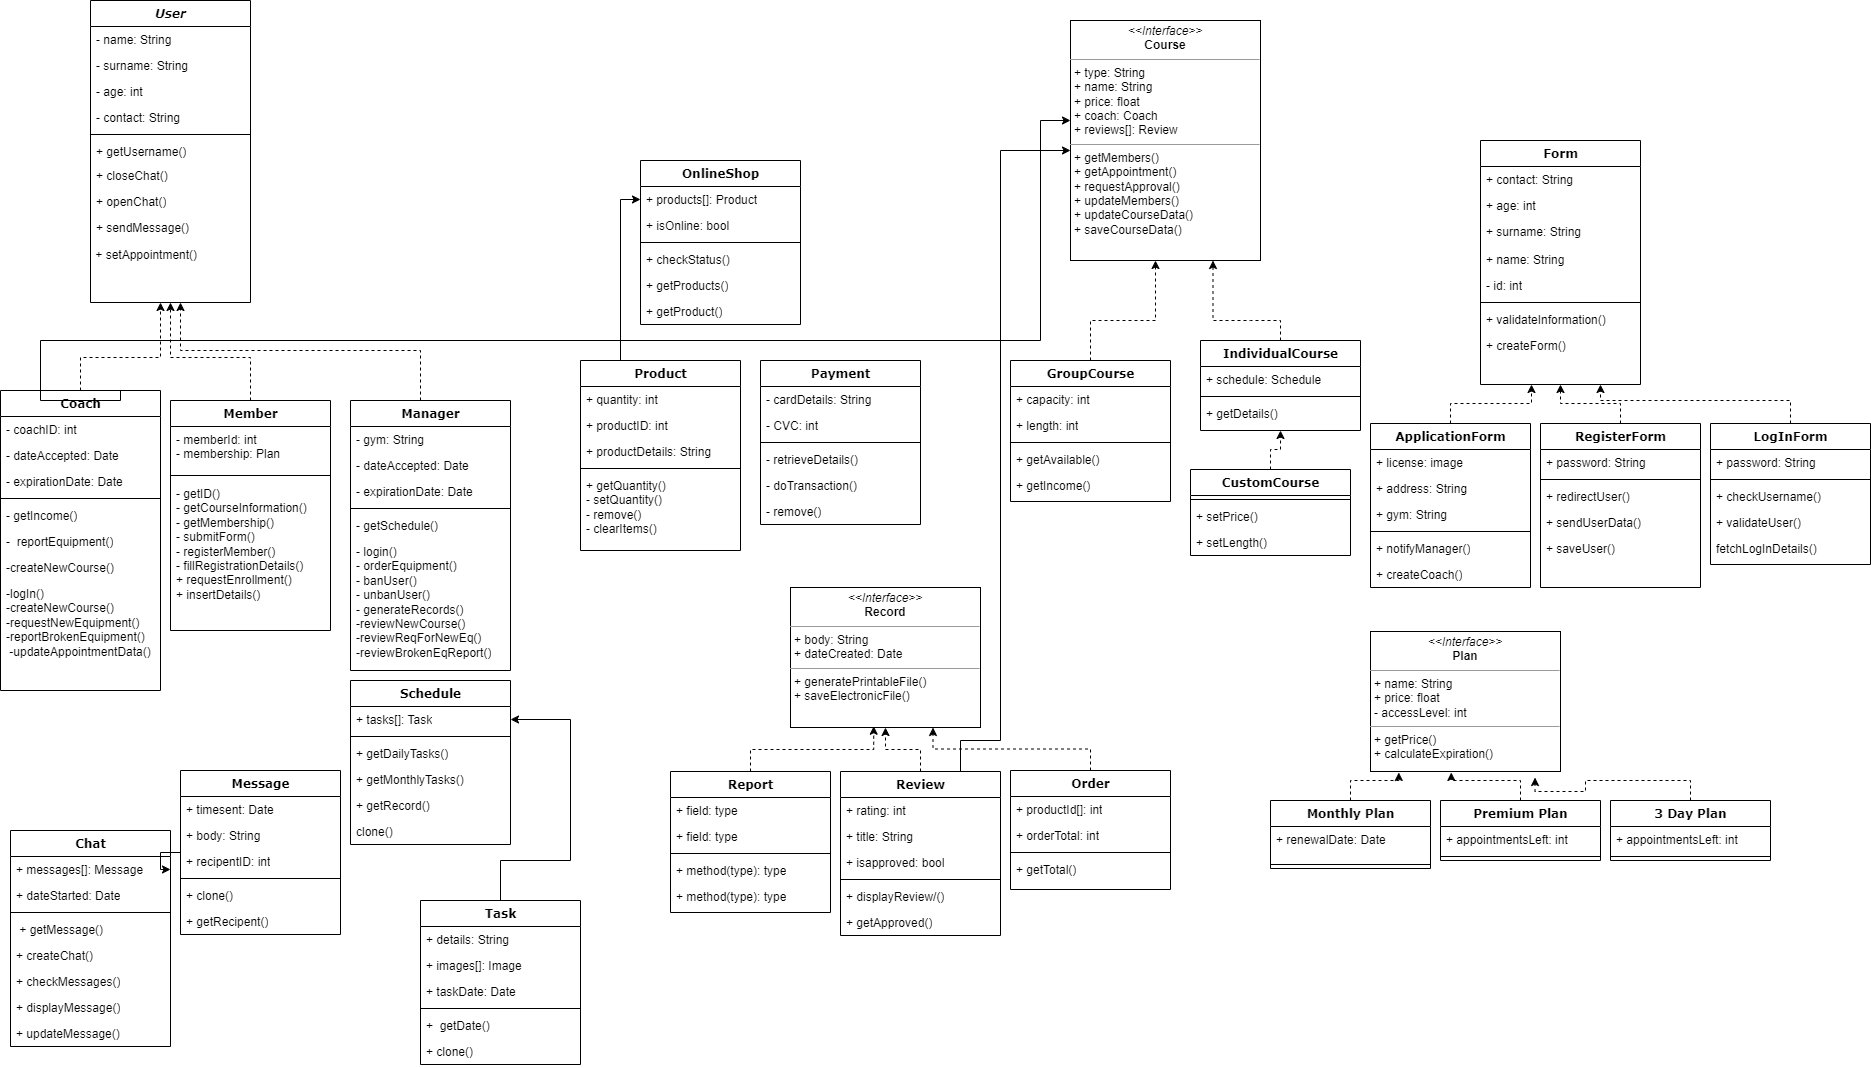 User
- name: String
- surname: String
- age: int
- contact: String
+ getUsername()
+ closeChat()
+ openChat()
+ sendMessage()
+ setAppointment()
<<Interface>>
Course
+ type: String
+ name: String
+ price: float
+ coach: Coach
+ reviews[]: Review
+ getMembers()
+ getAppointment()
+ requestApproval()
+ updateMembers()
+ updateCourseData()
+ saveCourseData()
OnlineShop
+ products[]: Product
+ isOnline: bool
+ checkStatus()
+ getProducts()
+ getProduct()
Form
+ contact: String
+ age: int
+ surname: String
+ name: String
- id: int
+ validateInformation()
+ createForm()
Coach
- coachID: int
- dateAccepted: Date
- expirationDate: Date
- getIncome()
-  reportEquipment()
-createNewCourse()
-logIn()
-createNewCourse()
-requestNewEquipment()
-reportBrokenEquipment()
-updateAppointmentData()
Member
- memberId: int
- membership: Plan
- getID()
- getCourseInformation()
- getMembership()
- submitForm()
- registerMember()
- fillRegistrationDetails()
+ requestEnrollment()
+ insertDetails()
Manager
- gym: String
- dateAccepted: Date
- expirationDate: Date
- getSchedule()
- login()
- orderEquipment()
- banUser()
- unbanUser()
- generateRecords()
-reviewNewCourse()
-reviewReqForNewEq()
-reviewBrokenEqReport()
Product
+ quantity: int
+ productID: int
+ productDetails: String
+ getQuantity()
- setQuantity()
- remove()
- clearItems()
Payment
- cardDetails: String
- CVC: int
- retrieveDetails()
- doTransaction()
- remove()
GroupCourse
+ capacity: int
+ length: int
+ getAvailable()
+ getIncome()
IndividualCourse
+ schedule: Schedule
+ getDetails()
CustomCourse
+ setPrice()
+ setLength()
ApplicationForm
+ license: image
+ address: String
+ gym: String
+ notifyManager()
+ createCoach()
RegisterForm
+ password: String
+ redirectUser()
+ sendUserData()
+ saveUser()
LogInForm
+ password: String
+ checkUsername()
+ validateUser()
fetchLogInDetails()
<<Interface>>
Record
+ body: String
+ dateCreated: Date
+ generatePrintableFile()
+ saveElectronicFile()
<<Interface>>
Plan
+ name: String
+ price: float
- accessLevel: int
+ getPrice()
+ calculateExpiration()
Schedule
+ tasks[]: Task
+ getDailyTasks()
+ getMonthlyTasks()
+ getRecord()
clone()
Message
+ timesent: Date
+ body: String
+ recipentID: int
+ clone()
+ getRecipent()
Chat
+ messages[]: Message
+ dateStarted: Date
+ getMessage()
+ createChat()
+ checkMessages()
+ displayMessage()
+ updateMessage()
Task
+ details: String
+ images[]: Image
+ taskDate: Date
+  getDate()
+ clone()
Report
+ field: type
+ field: type
+ method(type): type
+ method(type): type
Review
+ rating: int
+ title: String
+ isapproved: bool
+ displayReview/()
+ getApproved()
Order
+ productId[]: int
+ orderTotal: int
+ getTotal()
Monthly Plan
+ renewalDate: Date
Premium Plan
+ appointmentsLeft: int
3 Day Plan
+ appointmentsLeft: int